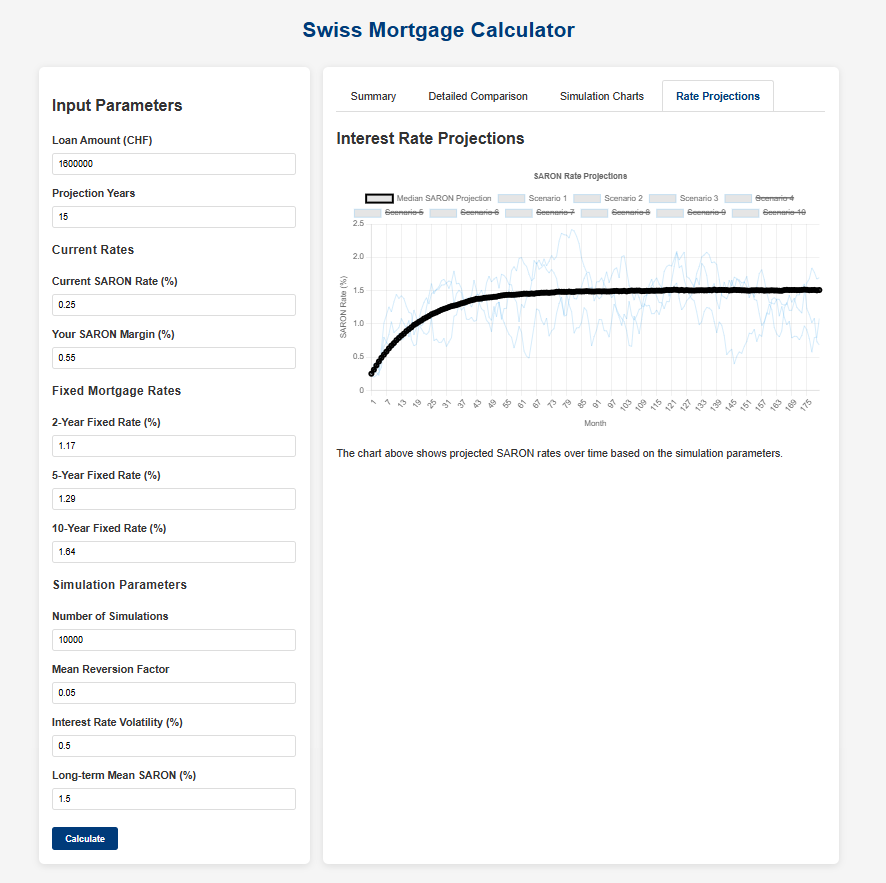 Swiss Mortgage Calculator
Input Parameters
Loan Amount (CHF)
1600000
Projection Years
15
Current Rates
Current SARON Rate (%)
0.25
Your SARON Margin (%)
0.55
Fixed Mortgage Rates
2-Year Fixed Rate (%)
1.17
5-Year Fixed Rate (%)
1.29
10-Year Fixed Rate (%)
1.64
Simulation Parameters
Number of Simulations
10000
Mean Reversion Factor
0.05
Interest Rate Volatility (%)
0.5
Long-term Mean SARON (%)
1.5
Calculate
Summary Detailed Comparison Simulation Charts Rate Projections
Interest Rate Projections
SARON Rate Projections
Median SARON Projection Scenario 1 Scenario 2 Scenario 3 Scenario 4
Scenario 5 Scenario 6 Scenario 7 Scenario 8 Scenario 9 Scenario 10
SARON Rate (%)
2.5
2.0
1.5
1.0
0.5
0
1 7 13 19 25 31 37 43 49 55 61 67 73 79 85 91 97 103 109 115 121 127 133 139 145 151 157 163 169 175
Month
The chart above shows projected SARON rates over time based on the simulation parameters.